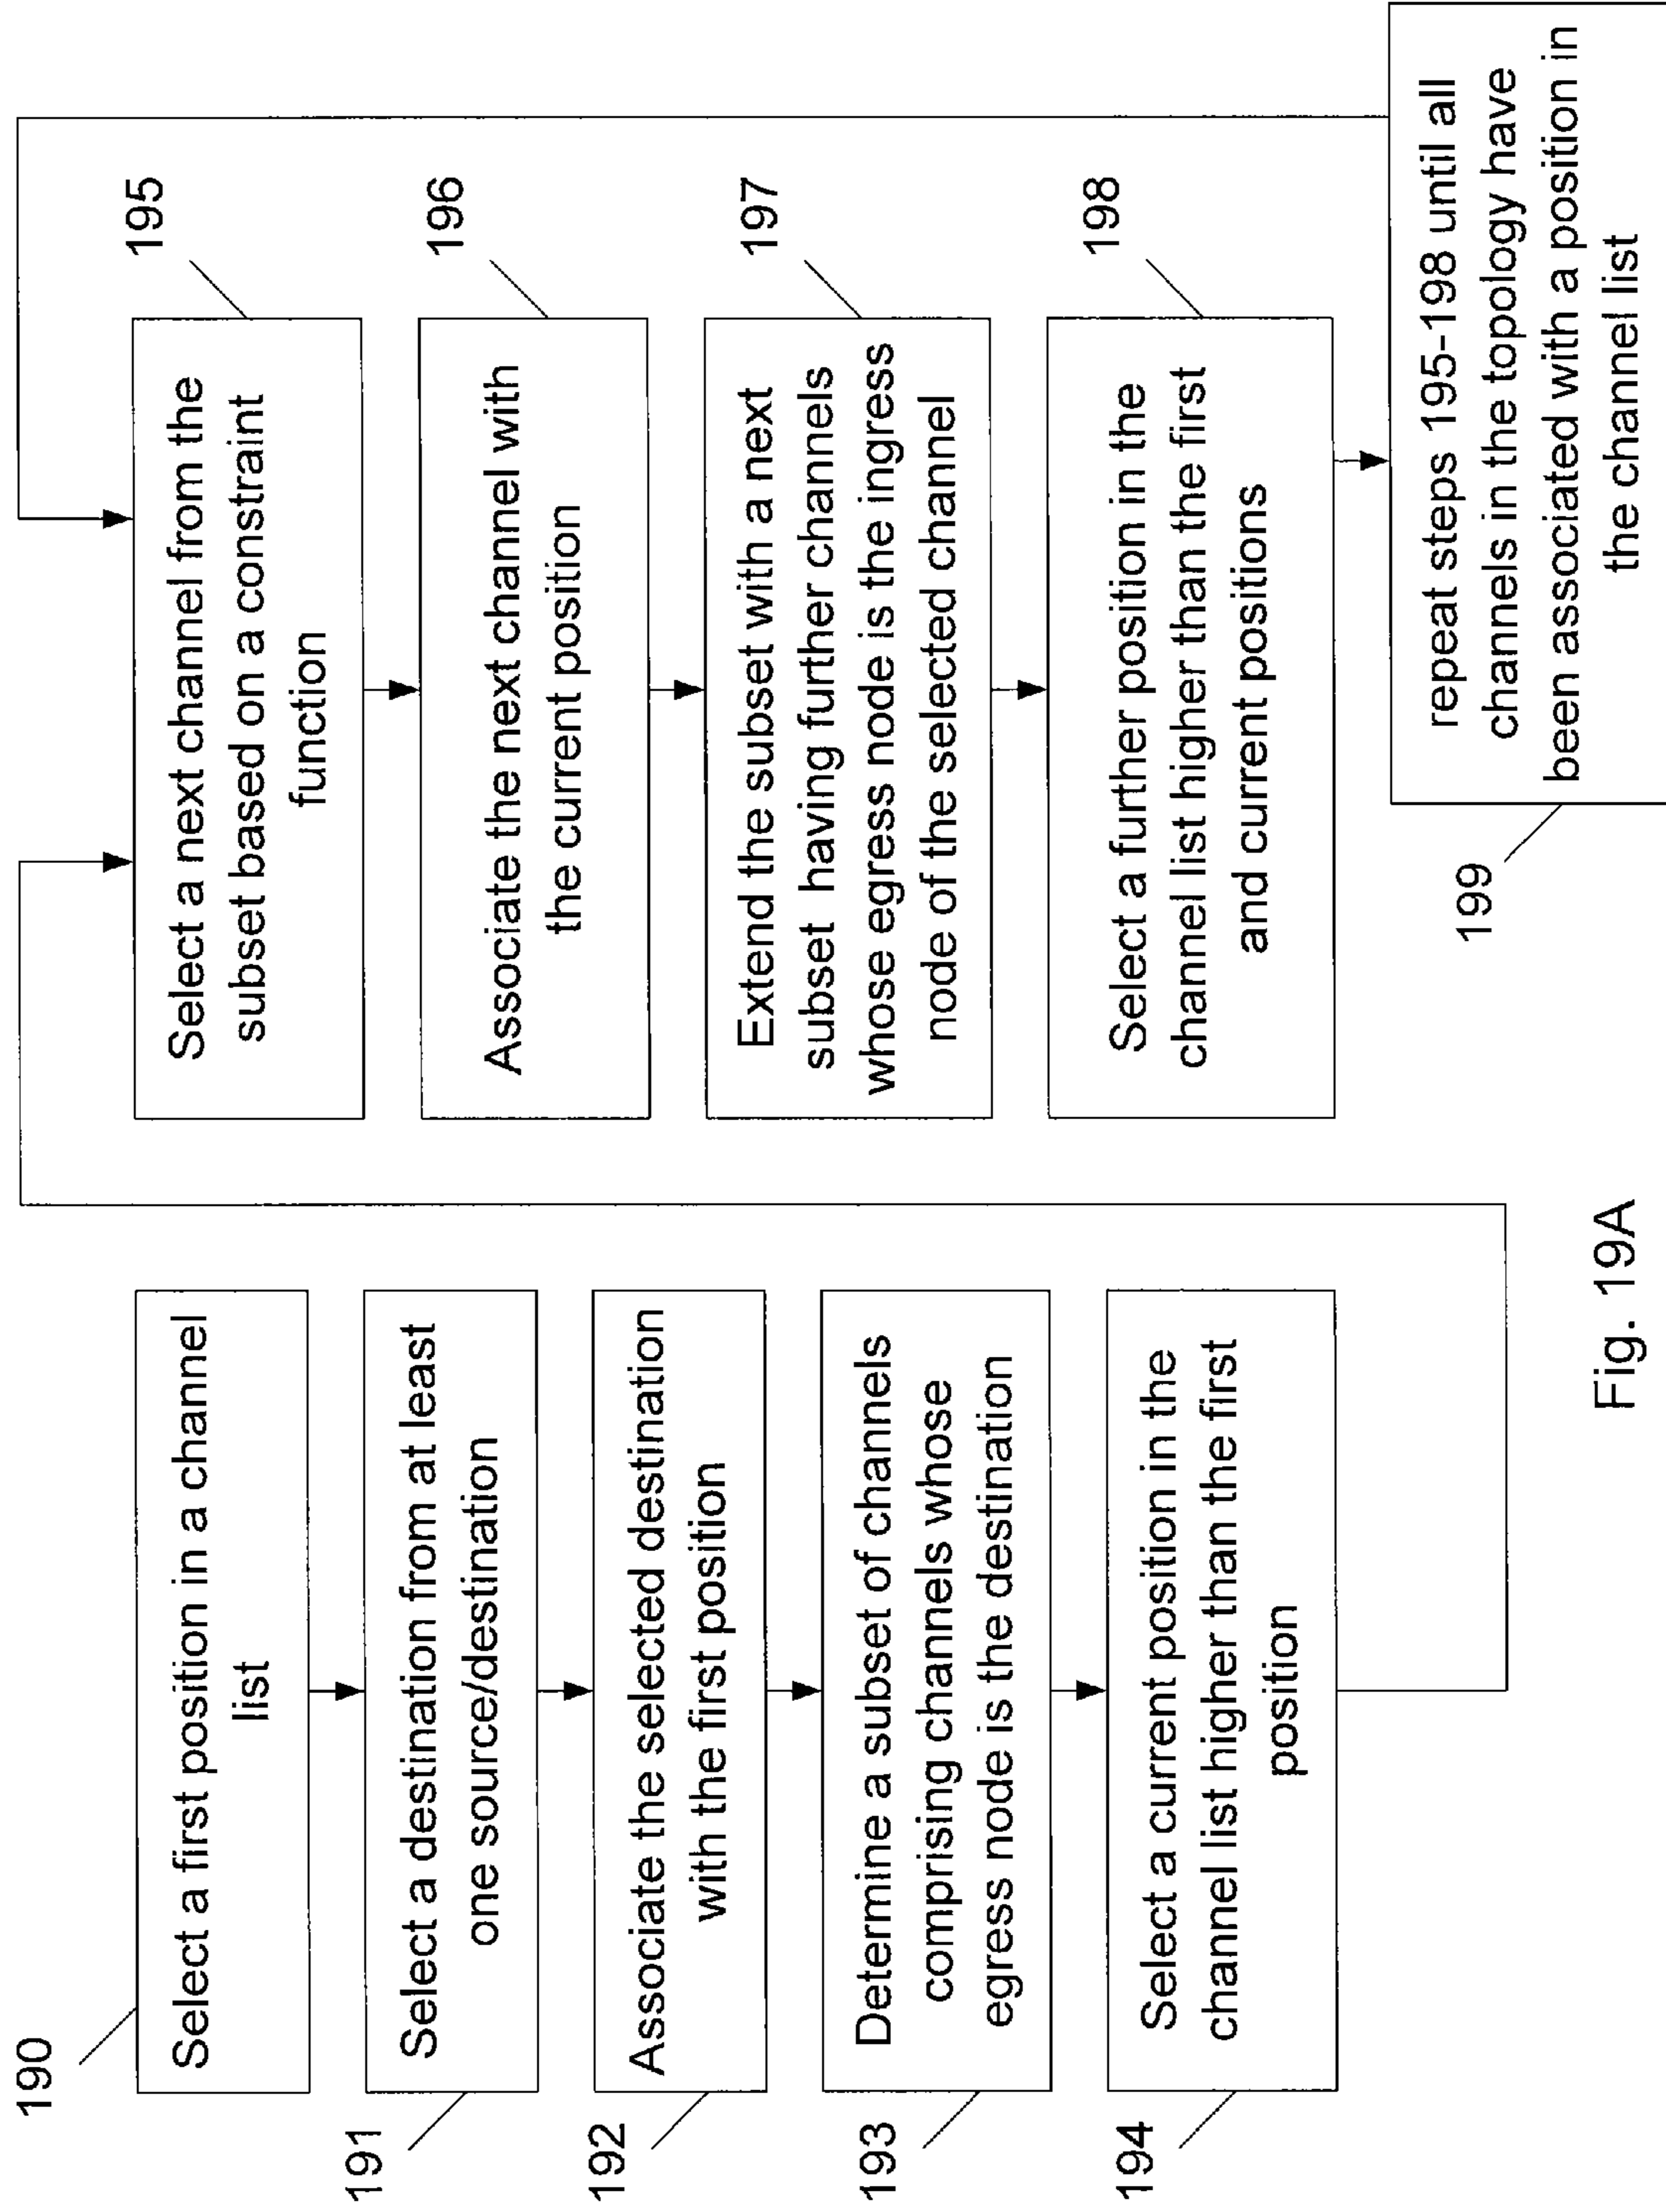 190
Select a first position in a channel
list
191
Select a destination from at least
one source/destination
192
Associate the selected destination
with the first position
193
Determine a subset of channels
comprising channels whose
egress node is the destination
194
Select a current position in the
channel list higher than the first
position
195
Select a next channel from the
subset based on a constraint
function
196
Associate the next channel with
the current position
197
Extend the subset with a next
subset having further channels
whose egress node is the ingress
node of the selected channel
198
Select a further position in the
channel list higher than the first
and current positions
199
repeat steps 195-198 until all
channels in the topology have
been associated with a position in
the channel list
Fig. 19A